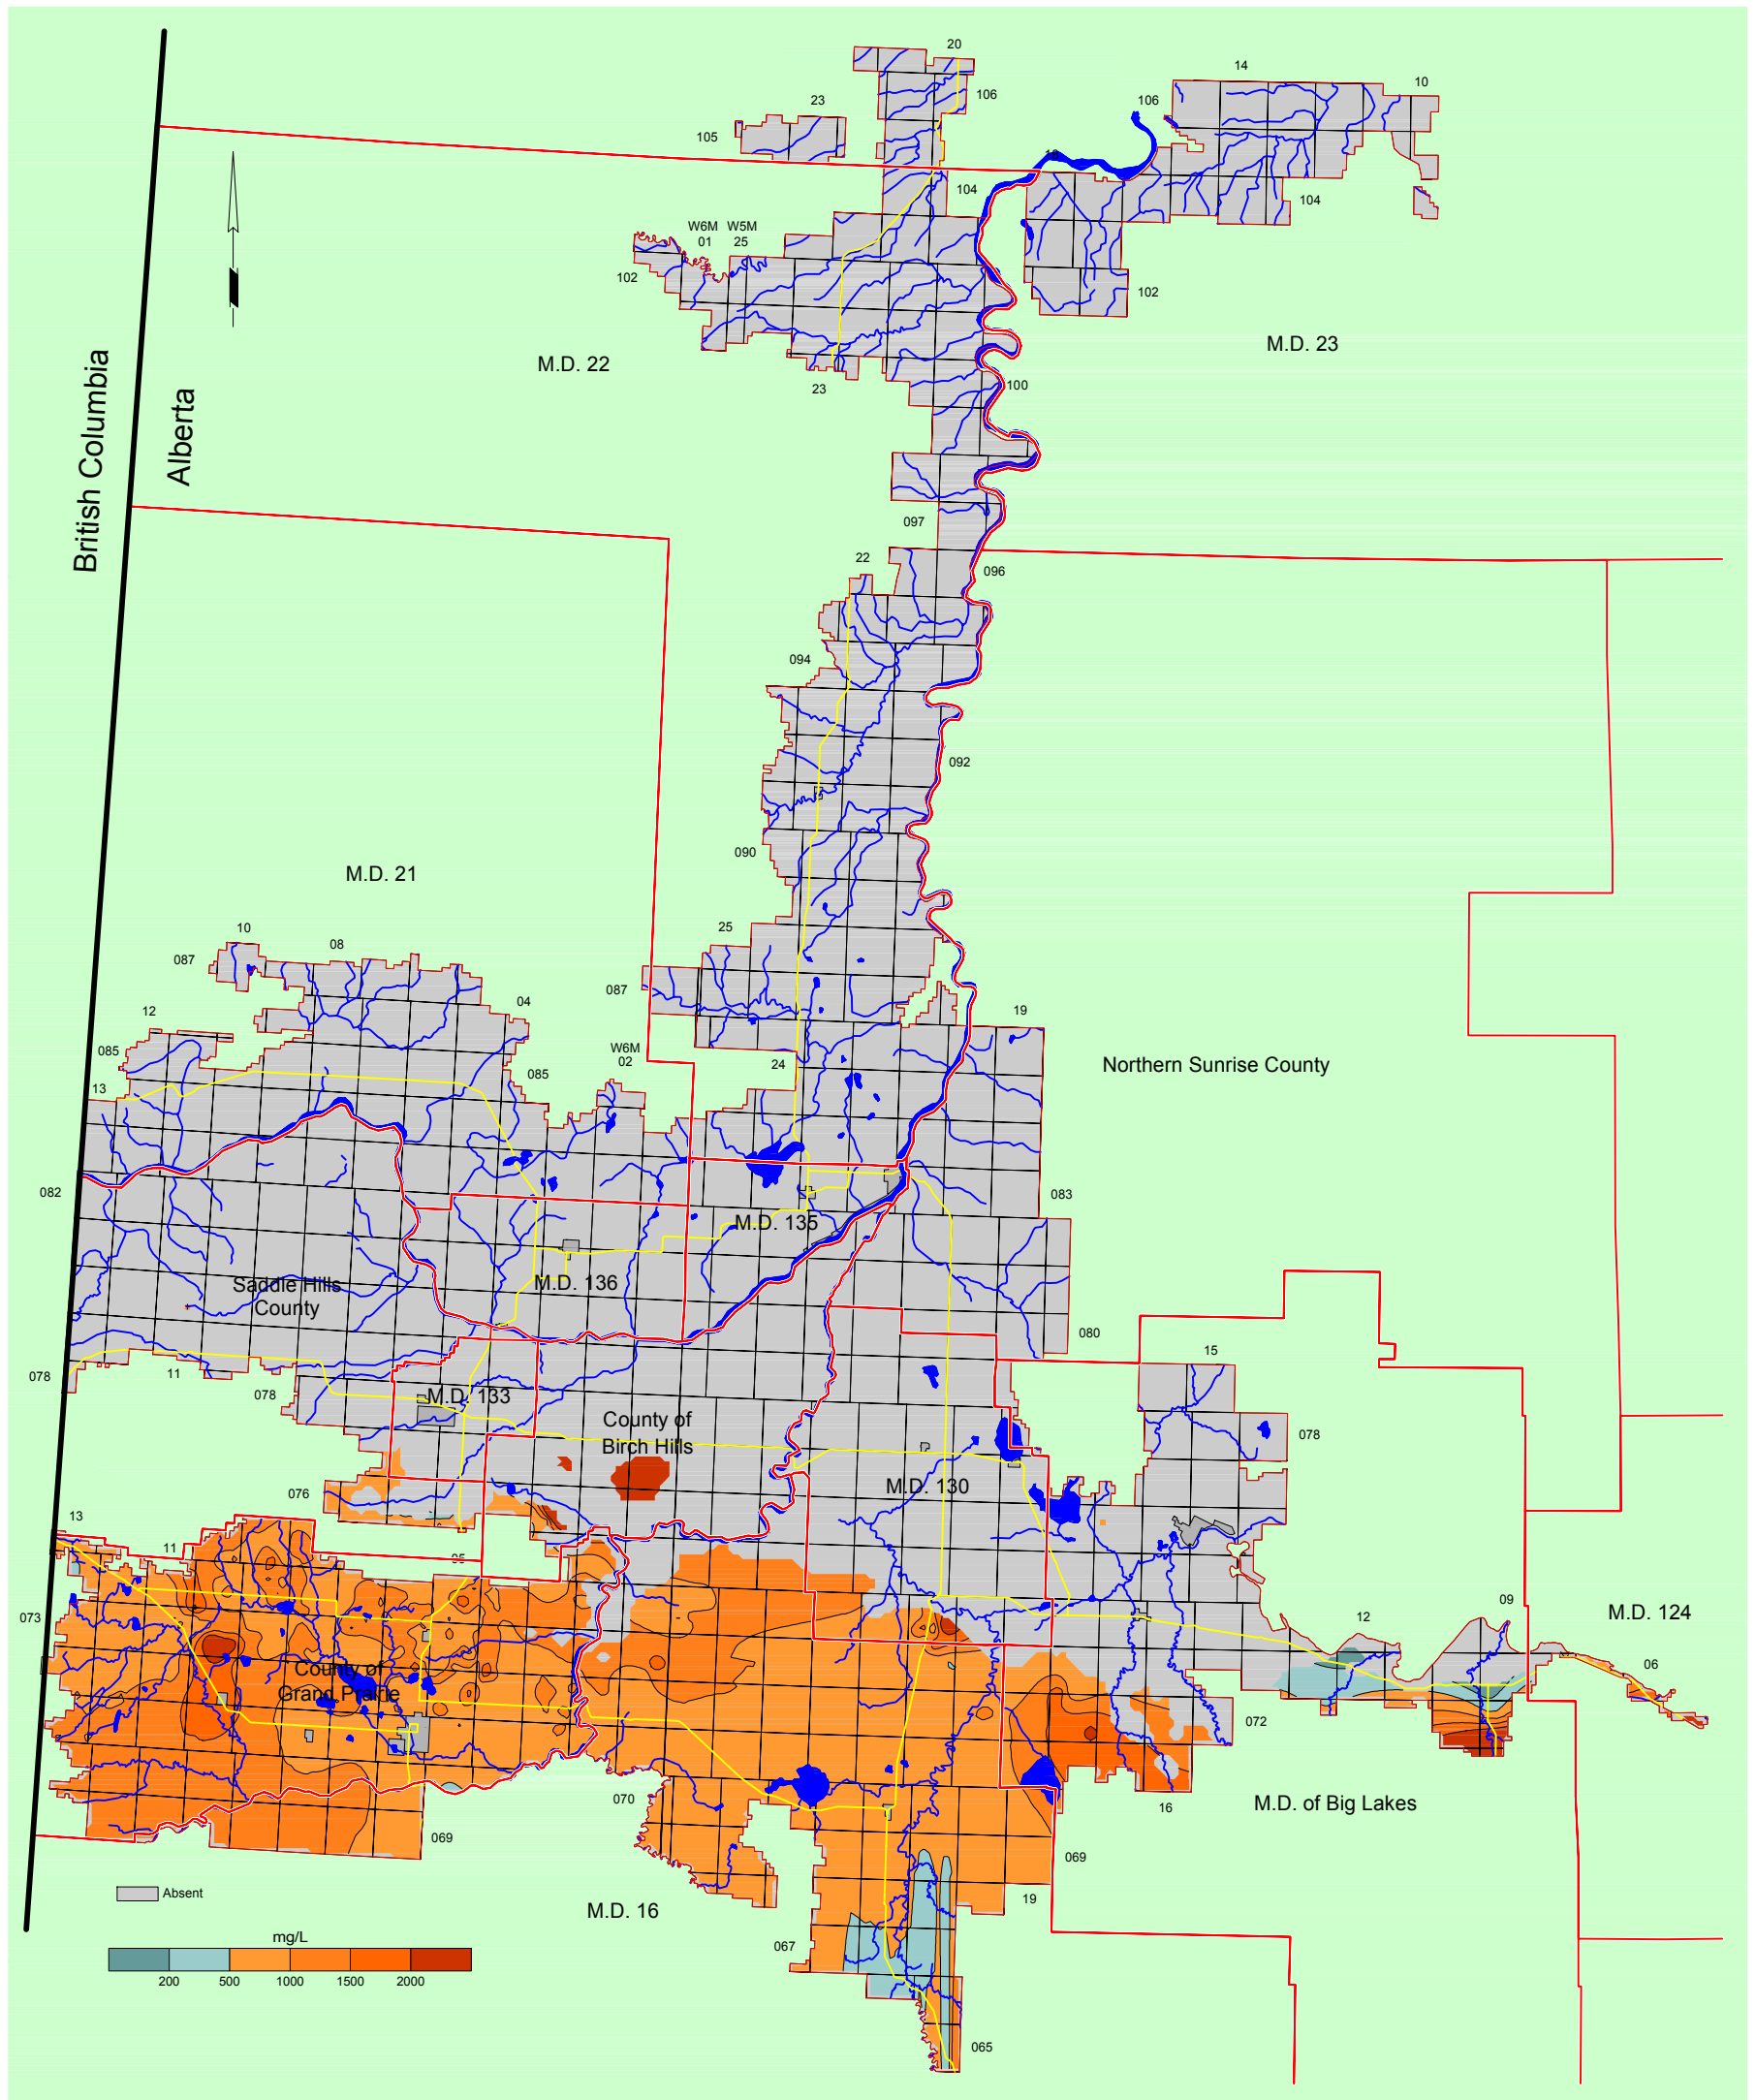 20
14
10
106
106
23
105
18
104
104
W6M W5M
01 25
102
102
M.D. 23
M.D. 22
100
23
British Columbia
Alberta
097
096
22
094
092
090
M.D. 21
10
08
25
087
087
04
12
19
W6M
02
085
085
24
Northern Sunrise County
13
082
083
M.D. 135
Saddle Hills
County
M.D. 136
080
15
078
11
078
M.D. 133
County of
Birch Hills
078
M.D. 130
076
13
11
05
073
12
09
M.D. 124
06
County of
Grand Prairie
072
070
16
M.D. of Big Lakes
069
069
19
Absent
M.D. 16
067
mg/L
200 500 1000 1500 2000
065